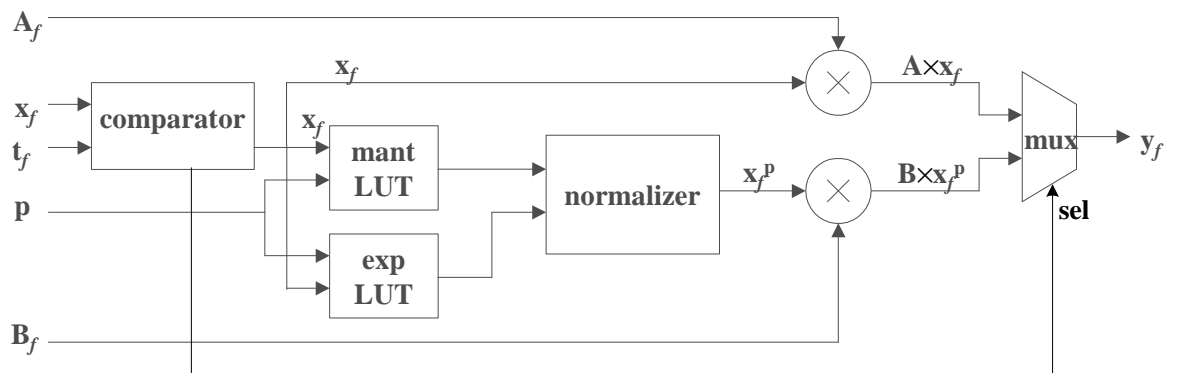 A_f
x_f
A×x_f
x_f
comparator
x_f
t_f
mant
LUT
mux
y_f
normalizer
x_f^p
B×x_f^p
p
sel
exp
LUT
B_f